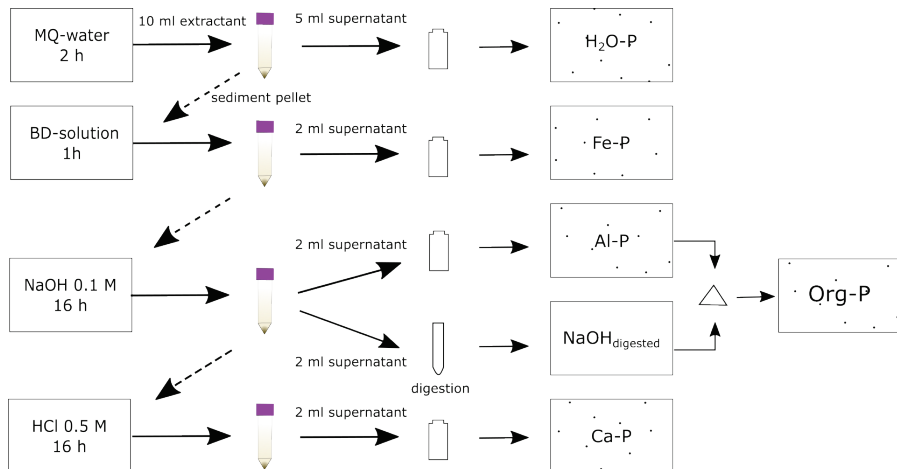 MQ-water
2 h
10 ml extractant
5 ml supernatant
H₂O-P
sediment pellet
BD-solution
1h
2 ml supernatant
Fe-P
NaOH 0.1 M
16 h
2 ml supernatant
Al-P
2 ml supernatant
digestion
NaOH digested
Org-P
HCl 0.5 M
16 h
2 ml supernatant
Ca-P